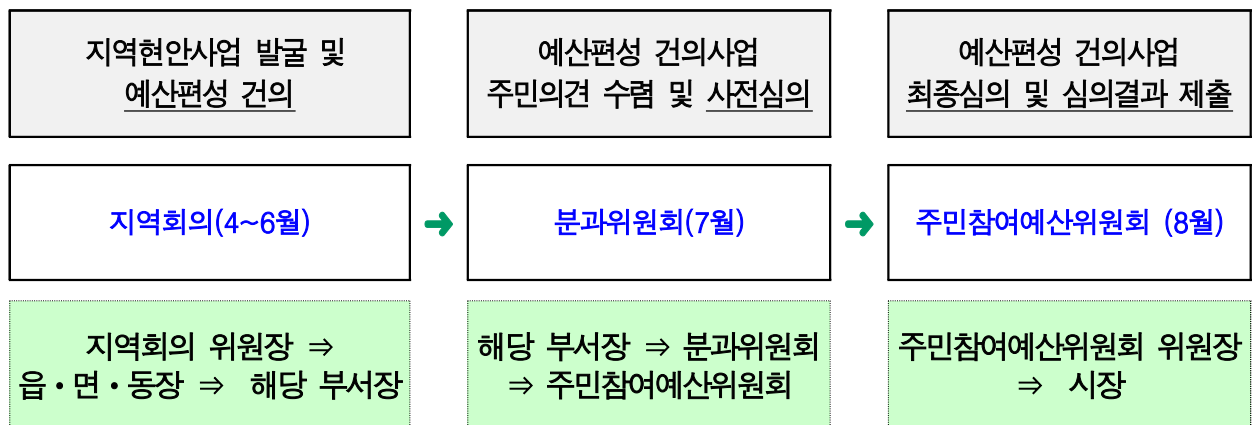 지역현안사업 발굴 및
예산편성 건의
예산편성 건의사업
주민의견 수렴 및 사전심의
예산편성 건의사업
최종심의 및 심의결과 제출
지역회의(4~6월)
➜
분과위원회(7월)
➜
주민참여예산위원회 (8월)
지역회의 위원장 ⇒
읍・면・동장 ⇒ 해당 부서장
해당 부서장 ⇒ 분과위원회
⇒ 주민참여예산위원회
주민참여예산위원회 위원장
⇒ 시장